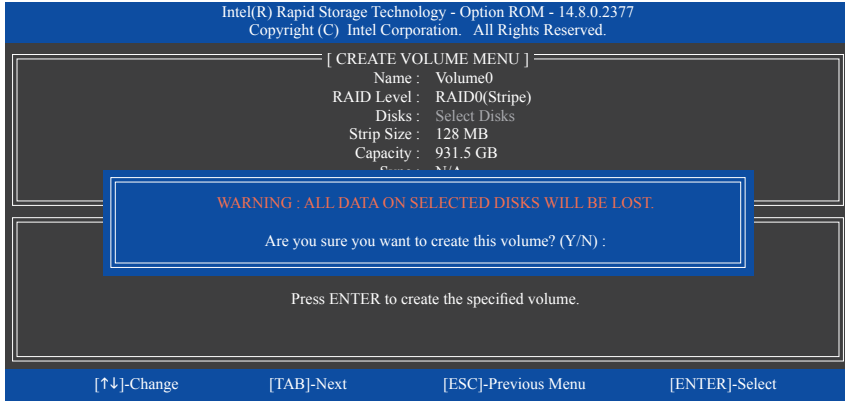 Intel(R) Rapid Storage Technology - Option ROM - 14.8.0.2377
Copyright (C) Intel Corporation. All Rights Reserved.
[ CREATE VOLUME MENU ]
Name : Volume0
RAID Level : RAID0(Stripe)
Disks : Select Disks
Strip Size : 128 MB
Capacity : 931.5 GB
WARNING : ALL DATA ON SELECTED DISKS WILL BE LOST.
Are you sure you want to create this volume? (Y/N) :
Press ENTER to create the specified volume.
[↑↓]-Change [TAB]-Next [ESC]-Previous Menu [ENTER]-Select